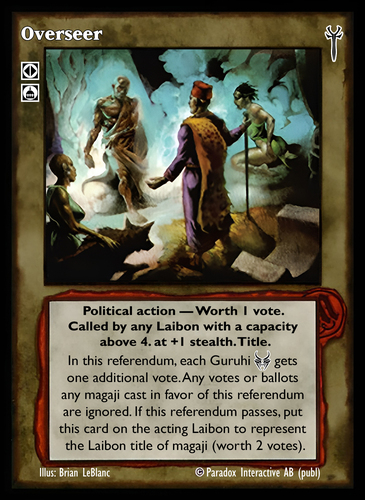 Overseer
Political action — Worth 1 vote.
Called by any Laibon with a capacity
above 4. at +1 stealth. Title.
In this referendum, each Guruhi gets
one additional vote. Any votes or ballots
any magaji cast in favor of this referendum
are ignored. If this referendum passes, put
this card on the acting Laibon to represent
the Laibon title of magaji (worth 2 votes).
Illus: Brian LeBlanc © Paradox Interactive AB (publ)